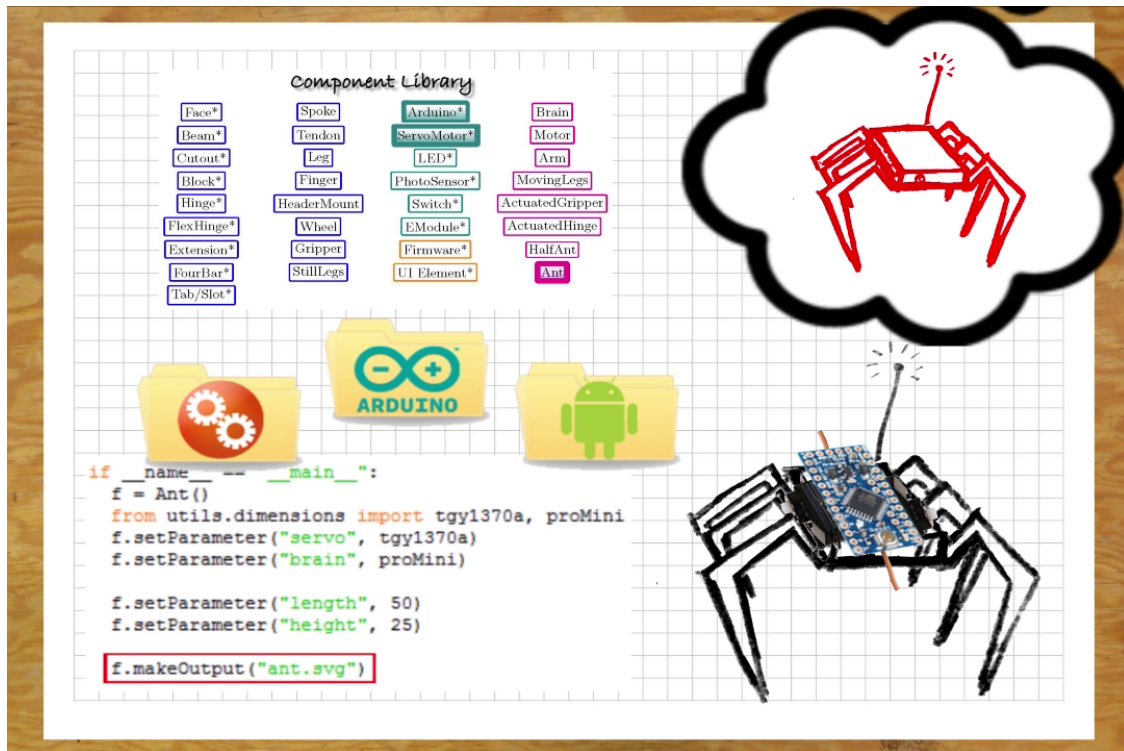 Component Library
Face* Spoke Arduino* Brain
Beam* Tendon ServoMotor* Motor
Cutout* Leg LED* Arm
Block* Finger PhotoSensor* MovingLegs
Hinge* HeaderMount Switch* ActuatedGripper
FlexHinge* Wheel EModule* ActuatedHinge
Extension* Gripper Firmware* HalfAnt
FourBar* StillLegs UI Element* Ant
Tab/Slot*
ARDUINO
if __name__ == "__main__":
f = Ant()
from utils.dimensions import tgy1370a, proMini
f.setParameter("servo", tgy1370a)
f.setParameter("brain", proMini)
f.setParameter("length", 50)
f.setParameter("height", 25)
f.makeOutput("ant.svg")